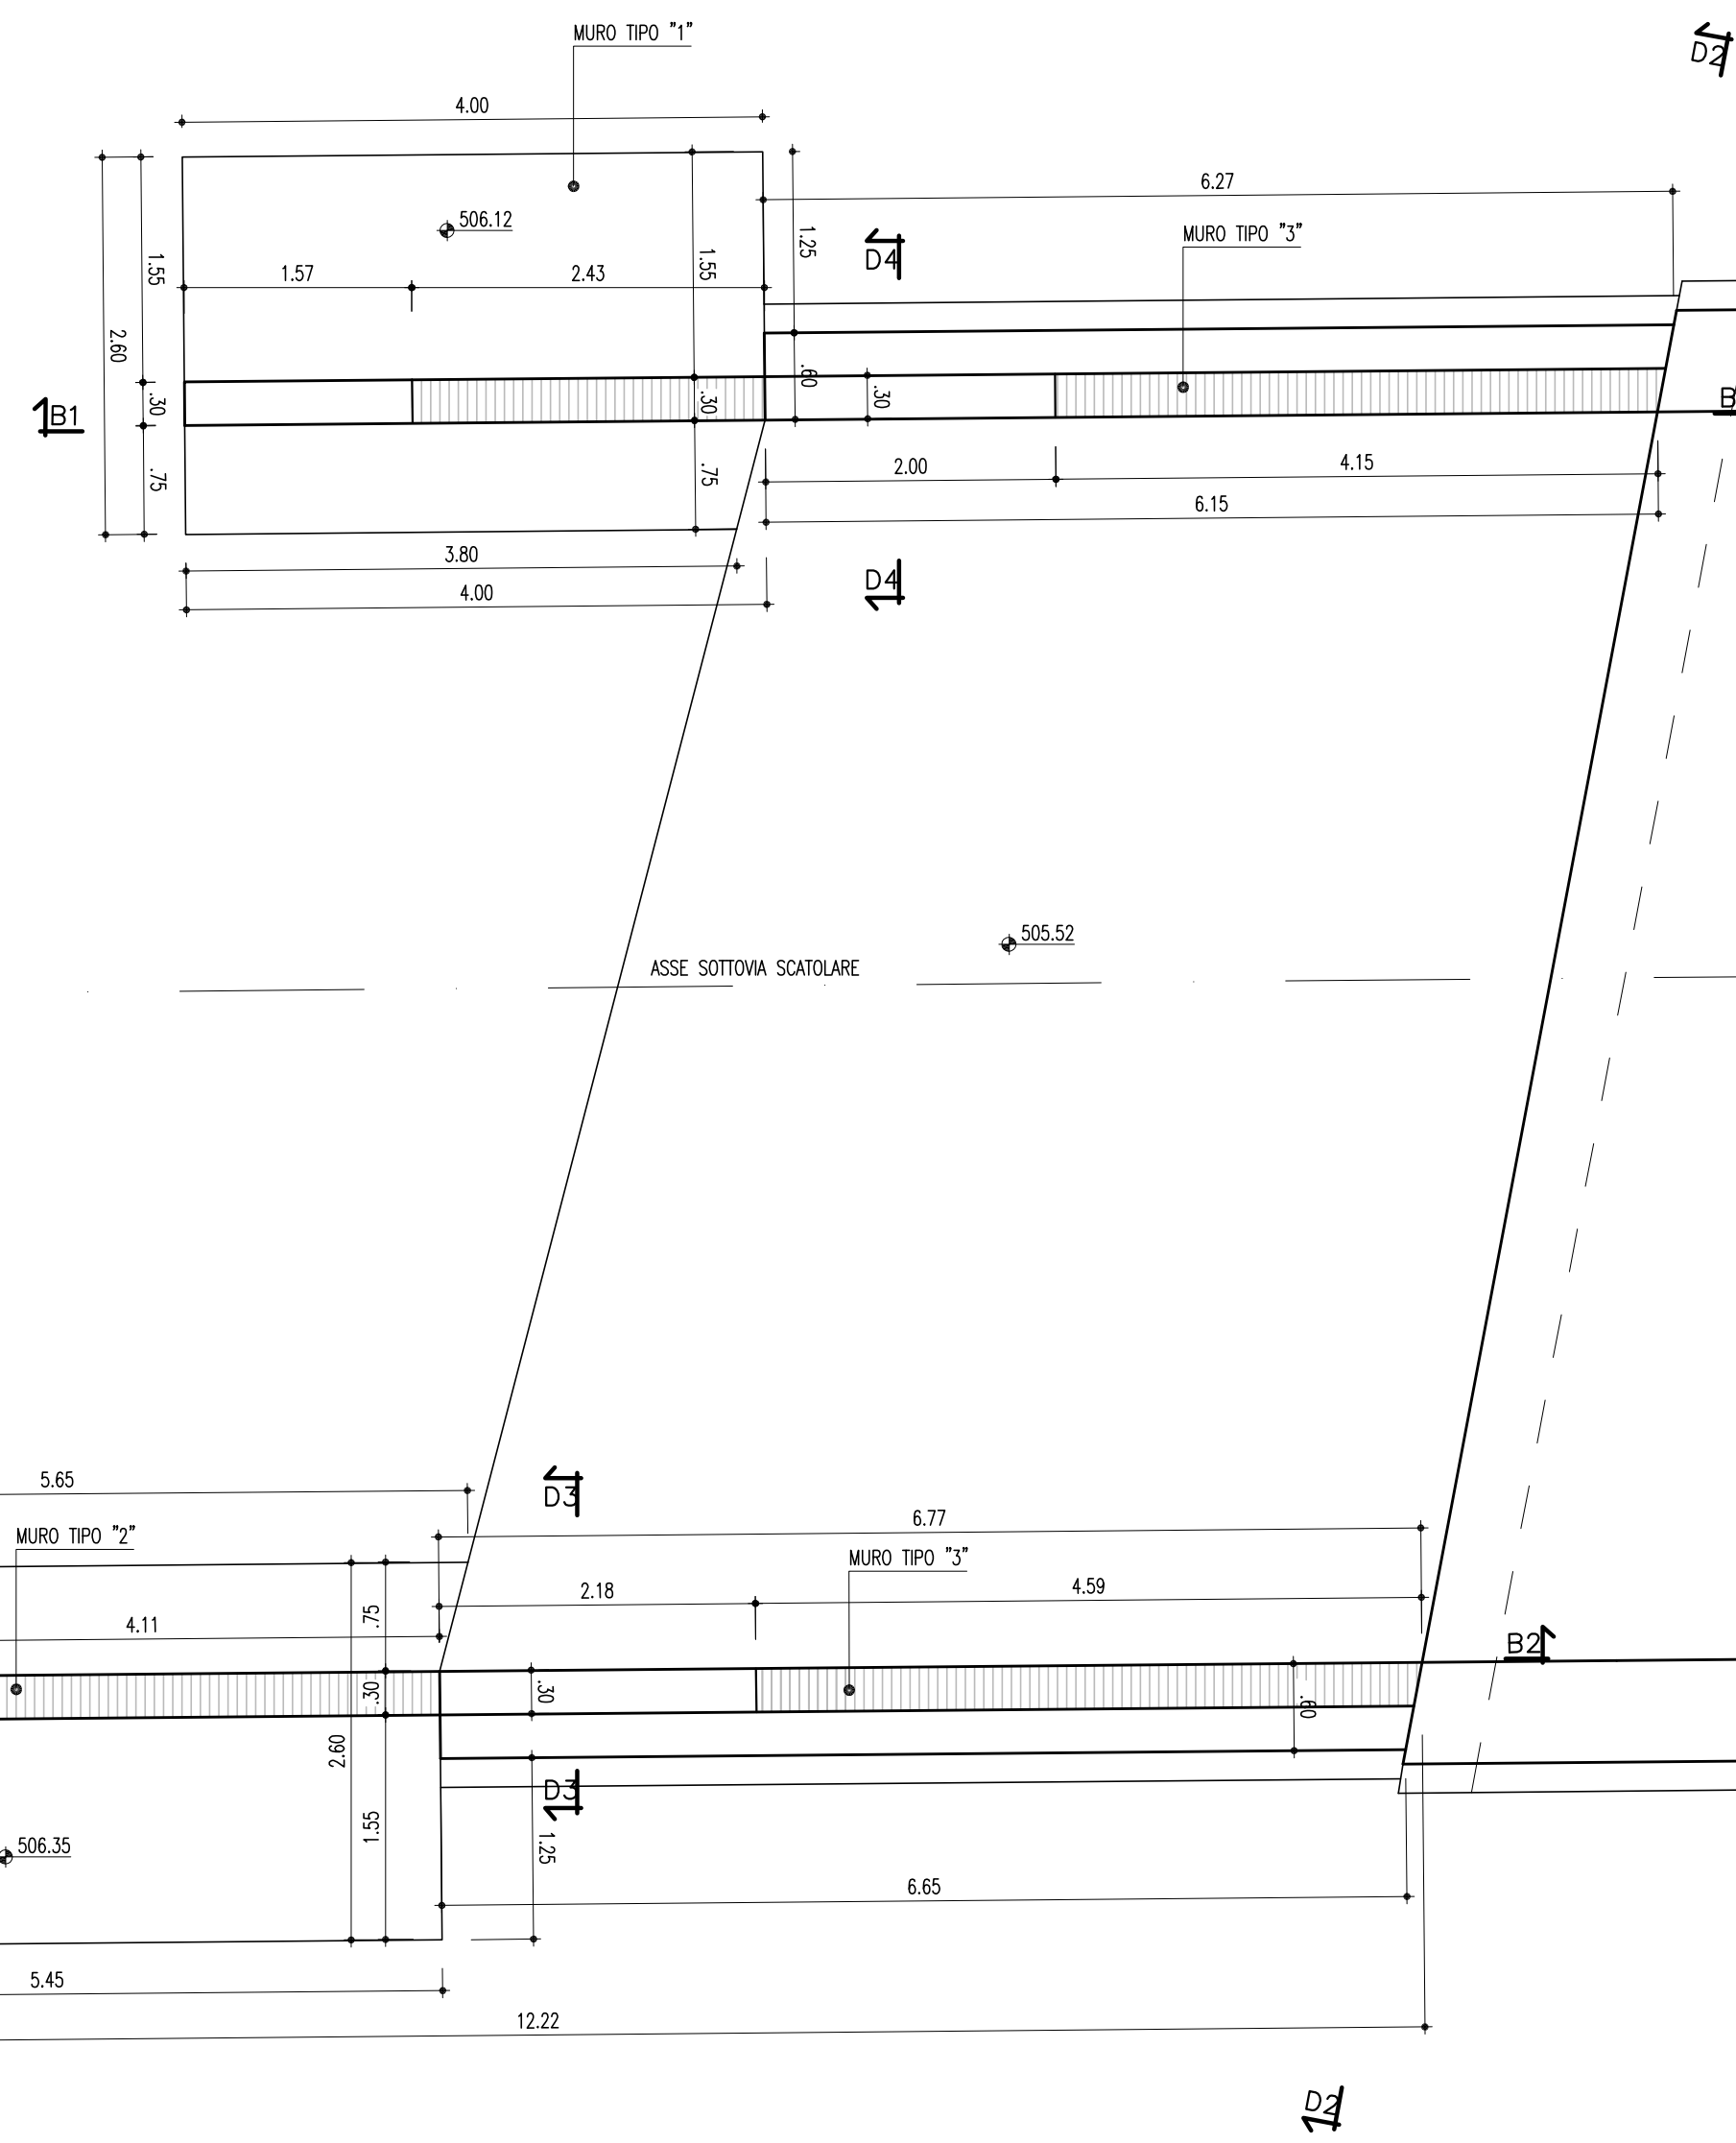 MURO TIPO "1"
D2
4.00
6.27
506.12
1.25
MURO TIPO "3"
D4
1.55
1.55
1.57
2.43
2.60
.60
.30
.30
.30
B1
B
.75
.75
2.00
4.15
6.15
3.80
D4
4.00
505.52
ASSE SOTTOVIA SCATOLARE
5.65
D3
6.77
MURO TIPO "2"
MURO TIPO "3"
2.18
4.59
.75
4.11
B2
.30
.30
.60
2.60
D3
1.55
506.35
1.25
6.65
5.45
12.22
D2